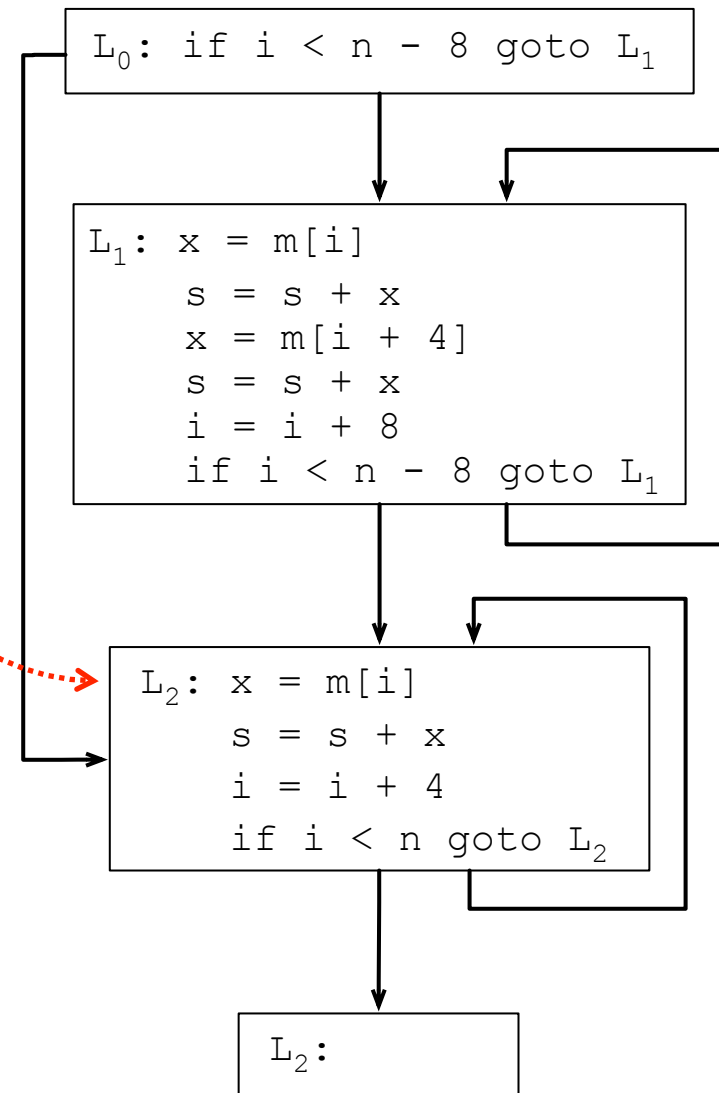 L₀: if i < n - 8 goto L₁
L₁: x = m[i]
s = s + x
x = m[i + 4]
s = s + x
i = i + 8
if i < n - 8 goto L₁
L₂: x = m[i]
s = s + x
i = i + 4
if i < n goto L₂
L₂: